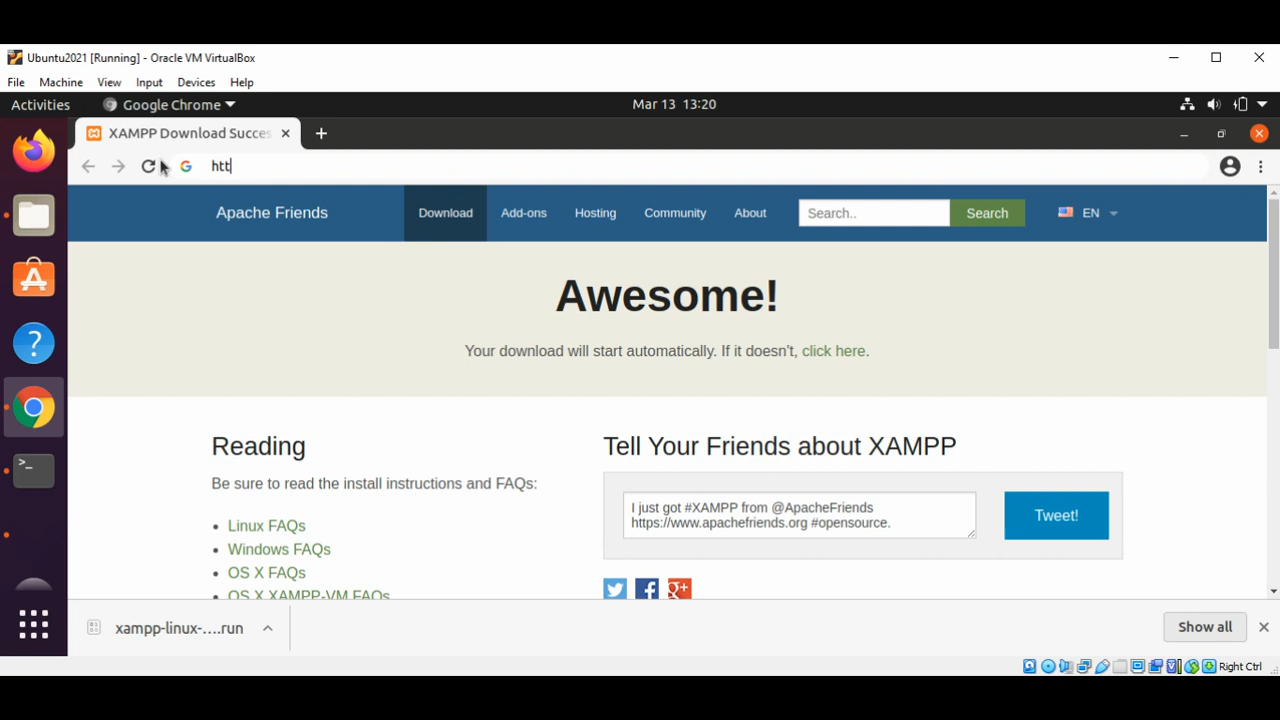 Ubuntu2021 [Running] - Oracle VM VirtualBox
File Machine View Input Devices Help
Activities Google Chrome Mar 13 13:20
XAMPP Download Succes
htt
Apache Friends Download Add-ons Hosting Community About Search.. Search EN
Awesome!
Your download will start automatically. If it doesn't, click here.
Reading
Be sure to read the install instructions and FAQs:
Linux FAQs
Windows FAQs
OS X FAQs
OS X XAMPP-VM FAQs
Tell Your Friends about XAMPP
I just got #XAMPP from @ApacheFriends
https://www.apachefriends.org #opensource.
Tweet!
xampp-linux-....run
Show all
Right Ctrl